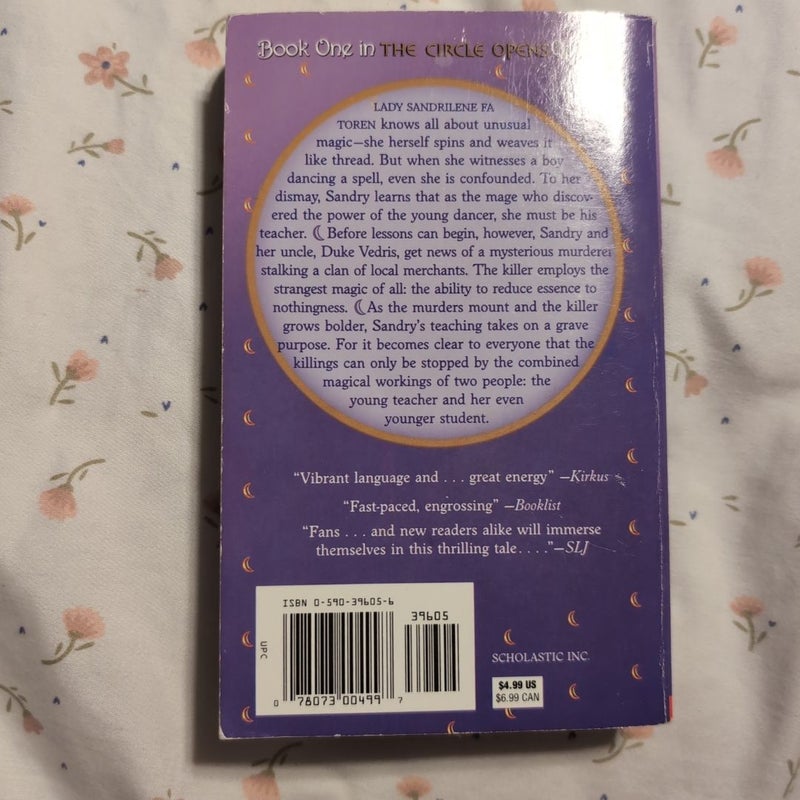 Book One in THE CIRCLE OPENS
LADY SANDRILENE FA
TOREN knows all about unusual
magic—she herself spins and weaves it
like thread. But when she witnesses a boy
dancing a spell, even she is confounded. To her
dismay, Sandry learns that as the mage who discov-
ered the power of the young dancer, she must be his
teacher. ☾Before lessons can begin, however, Sandry and
her uncle, Duke Vedris, get news of a mysterious murderer
stalking a clan of local merchants. The killer employs the
strangest magic of all: the ability to reduce essence to
nothingness. ☾As the murders mount and the killer
grows bolder, Sandry's teaching takes on a grave
purpose. For it becomes clear to everyone that the
killings can only be stopped by the combined
magical workings of two people: the
young teacher and her even
younger student.
"Vibrant language and . . . great energy" —Kirkus
"Fast-paced, engrossing" —Booklist
"Fans . . . and new readers alike will immerse
themselves in this thrilling tale. . . ."—SLJ
ISBN 0-590-39605-6
39605
UPC
0 78073 00499 7
SCHOLASTIC INC.
$4.99 US
$6.99 CAN